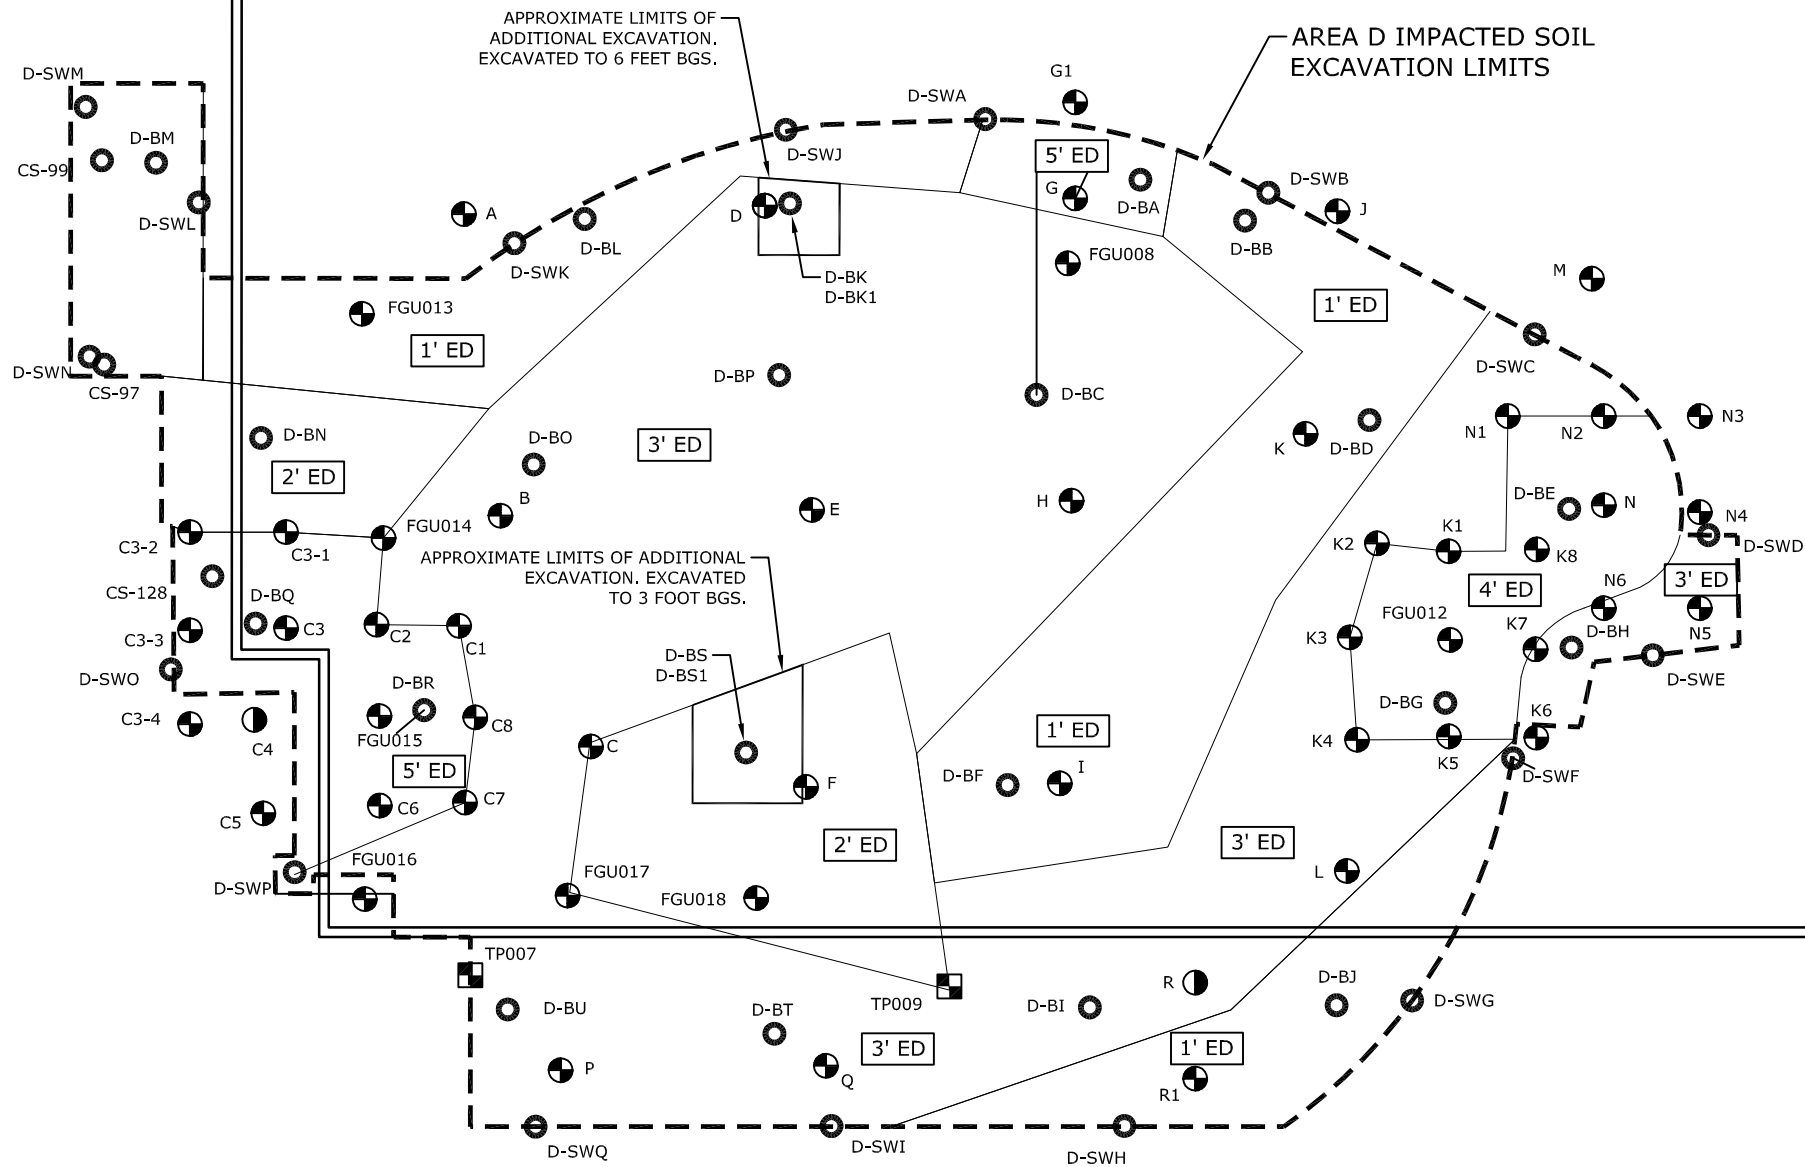 APPROXIMATE LIMITS OF
ADDITIONAL EXCAVATION.
EXCAVATED TO 6 FEET BGS.
AREA D IMPACTED SOIL
EXCAVATION LIMITS
D-SWM
G1
D-SWA
D-BM
CS-99
D-SWJ
5' ED
D-SWB
D-SWL
A
D
G
D-BA
J
D-BL
D-BB
D-SWK
FGU008
M
D-BK
D-BK1
FGU013
1' ED
1' ED
D-SWN
CS-97
D-BP
D-SWC
D-BC
D-BN
D-BO
3' ED
K
D-BD
N1
N2
N3
2' ED
B
E
H
D-BE
N
N4
FGU014
C3-2
C3-1
K2
K1
K8
D-SWD
APPROXIMATE LIMITS OF ADDITIONAL
EXCAVATION. EXCAVATED
TO 3 FOOT BGS.
CS-128
D-BQ
4' ED
N6
3' ED
C3-3
C3
C2
C1
K3
FGU012
K7
D-BH
N5
D-SWO
D-BS
D-BS1
D-SWE
D-BR
D-BG
C3-4
C4
FGU015
C8
C
1' ED
K4
K5
K6
5' ED
F
D-BF
I
D-SWF
C5
C6
C7
2' ED
3' ED
FGU016
D-SWP
FGU017
FGU018
L
TP007
TP009
R
D-BU
D-BT
D-BI
D-BJ
D-SWG
3' ED
1' ED
P
Q
R1
D-SWQ
D-SWI
D-SWH